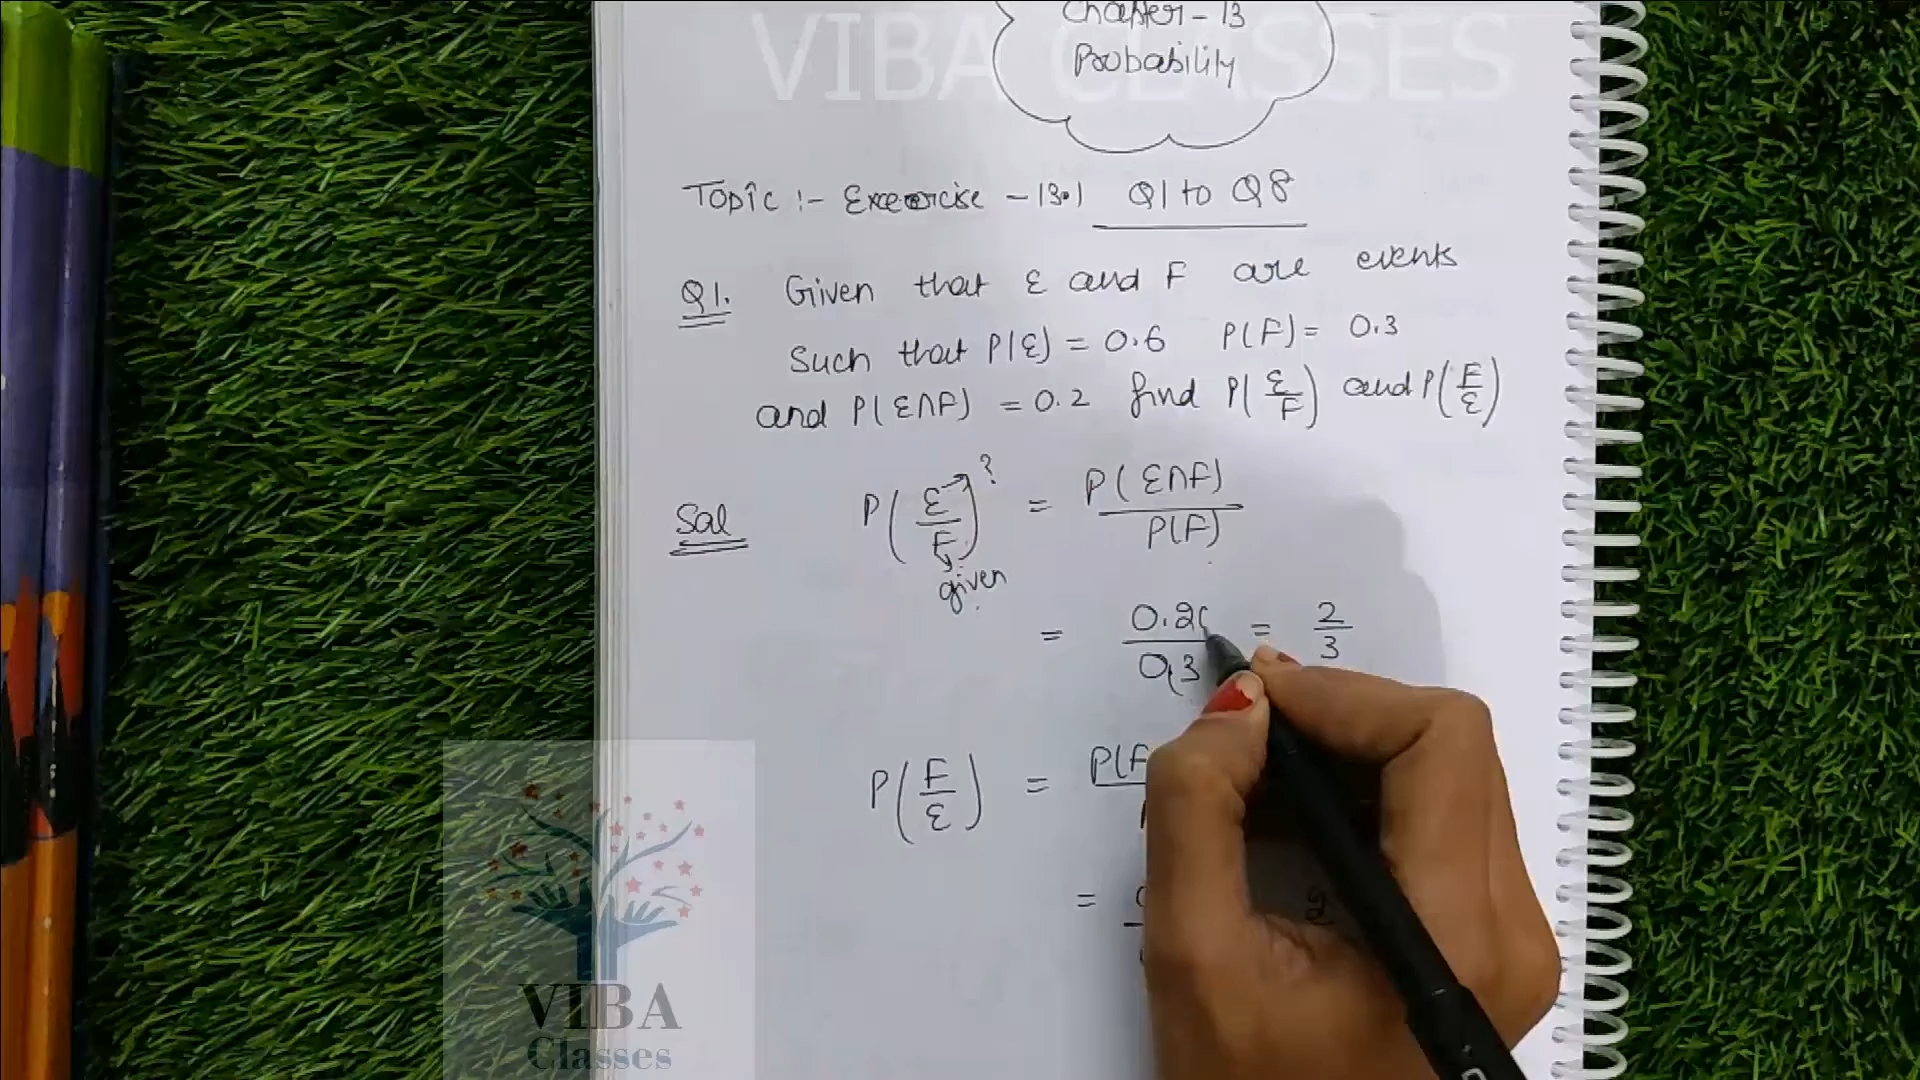 VIBA CLASSES
Chapter - 13
Probability
Topic :- Exercise - 13.1 Q1 to Q8
Q1. Given that Ɛ and F are events
Such that P(Ɛ) = 0.6 P(F) = 0.3
and P(Ɛ∩F) = 0.2 find P(Ɛ/F) and P(F/Ɛ)
Sol P(Ɛ/F) ? = P(Ɛ∩F)/P(F)
given
= 0.2/0.3 = 2/3
P(F/Ɛ) = P(F
=
VIBA
Classes